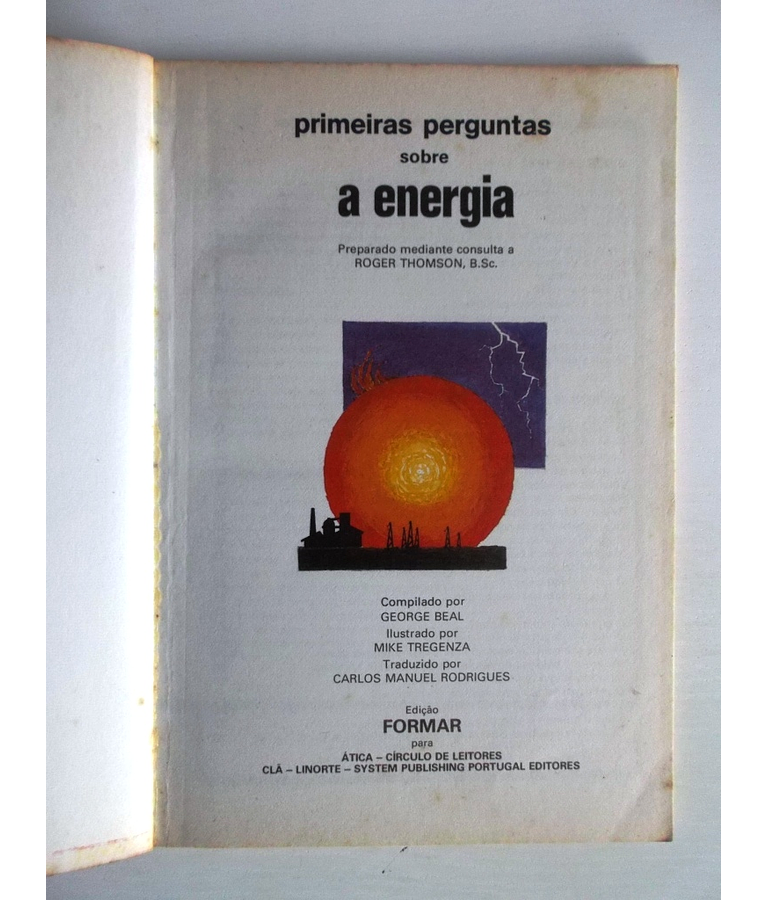 primeiras perguntas
sobre
a energia
Preparado mediante consulta a
ROGER THOMSON, B.Sc.
Compilado por
GEORGE BEAL
Ilustrado por
MIKE TREGENZA
Traduzido por
CARLOS MANUEL RODRIGUES
Edição
FORMAR
para
ÁTICA – CÍRCULO DE LEITORES
CLÃ – LINORTE – SYSTEM PUBLISHING PORTUGAL EDITORES